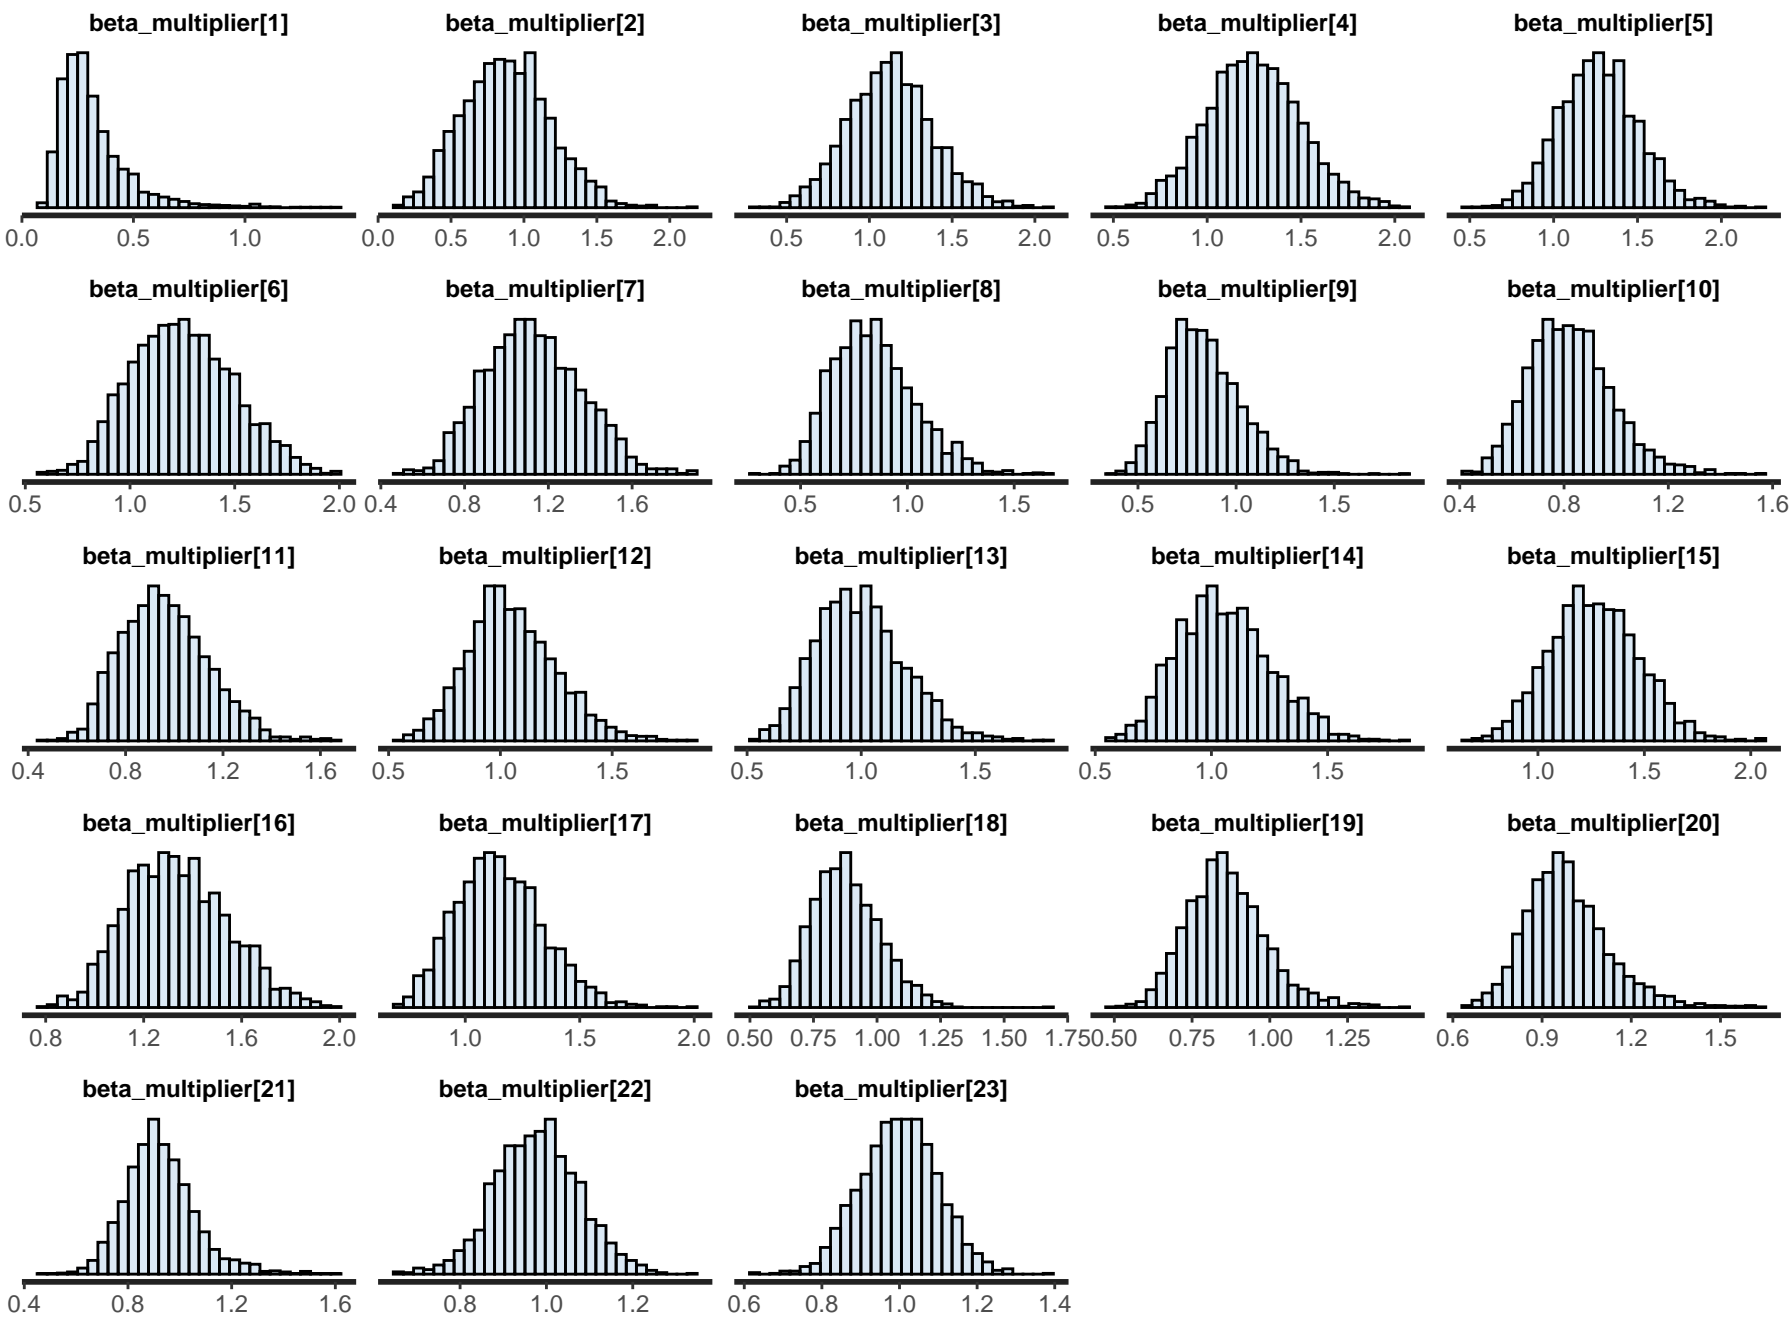 beta_multiplier[1] beta_multiplier[2] beta_multiplier[3] beta_multiplier[4] beta_multiplier[5]
0.0 0.5 1.0 0.0 0.5 1.0 1.5 2.0 0.5 1.0 1.5 2.0 0.5 1.0 1.5 2.0 0.5 1.0 1.5 2.0
beta_multiplier[6] beta_multiplier[7] beta_multiplier[8] beta_multiplier[9] beta_multiplier[10]
0.5 1.0 1.5 2.0 0.4 0.8 1.2 1.6 0.5 1.0 1.5 0.5 1.0 1.5 0.4 0.8 1.2 1.6
beta_multiplier[11] beta_multiplier[12] beta_multiplier[13] beta_multiplier[14] beta_multiplier[15]
0.4 0.8 1.2 1.6 0.5 1.0 1.5 0.5 1.0 1.5 0.5 1.0 1.5 1.0 1.5 2.0
beta_multiplier[16] beta_multiplier[17] beta_multiplier[18] beta_multiplier[19] beta_multiplier[20]
0.8 1.2 1.6 2.0 1.0 1.5 2.0 0.50 0.75 1.00 1.25 1.50 1.75 0.50 0.75 1.00 1.25 0.6 0.9 1.2 1.5
beta_multiplier[21] beta_multiplier[22] beta_multiplier[23]
0.4 0.8 1.2 1.6 0.8 1.0 1.2 0.6 0.8 1.0 1.2 1.4